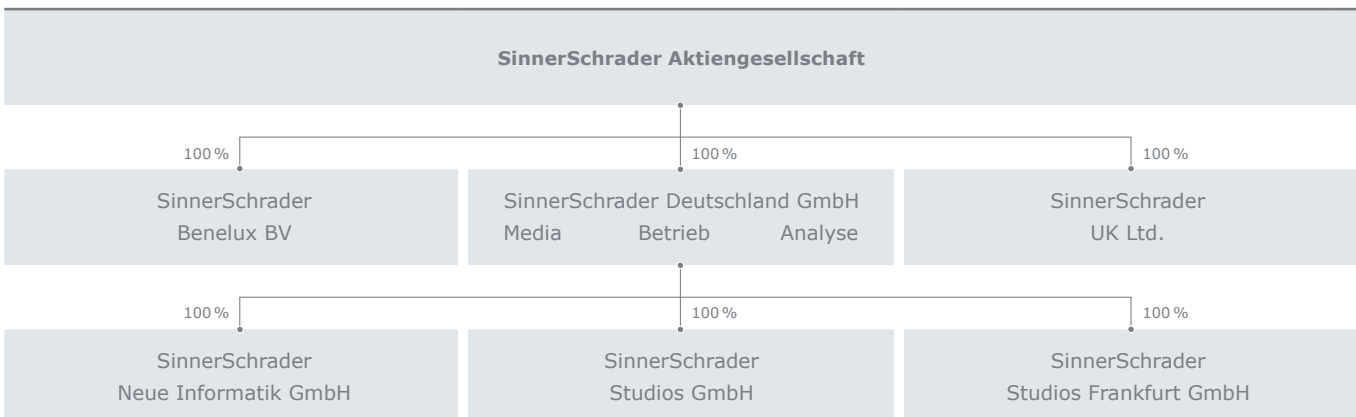 SinnerSchrader Aktiengesellschaft
100 % 100 % 100 %
SinnerSchrader
Benelux BV
SinnerSchrader Deutschland GmbH
Media Betrieb Analyse
SinnerSchrader
UK Ltd.
100 % 100 % 100 %
SinnerSchrader
Neue Informatik GmbH
SinnerSchrader
Studios GmbH
SinnerSchrader
Studios Frankfurt GmbH